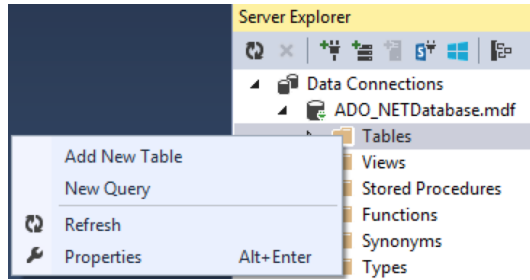 Server Explorer
Data Connections
ADO_NETDatabase.mdf
Tables
Views
Stored Procedures
Functions
Synonyms
Types
Add New Table
New Query
Refresh
Properties Alt+Enter